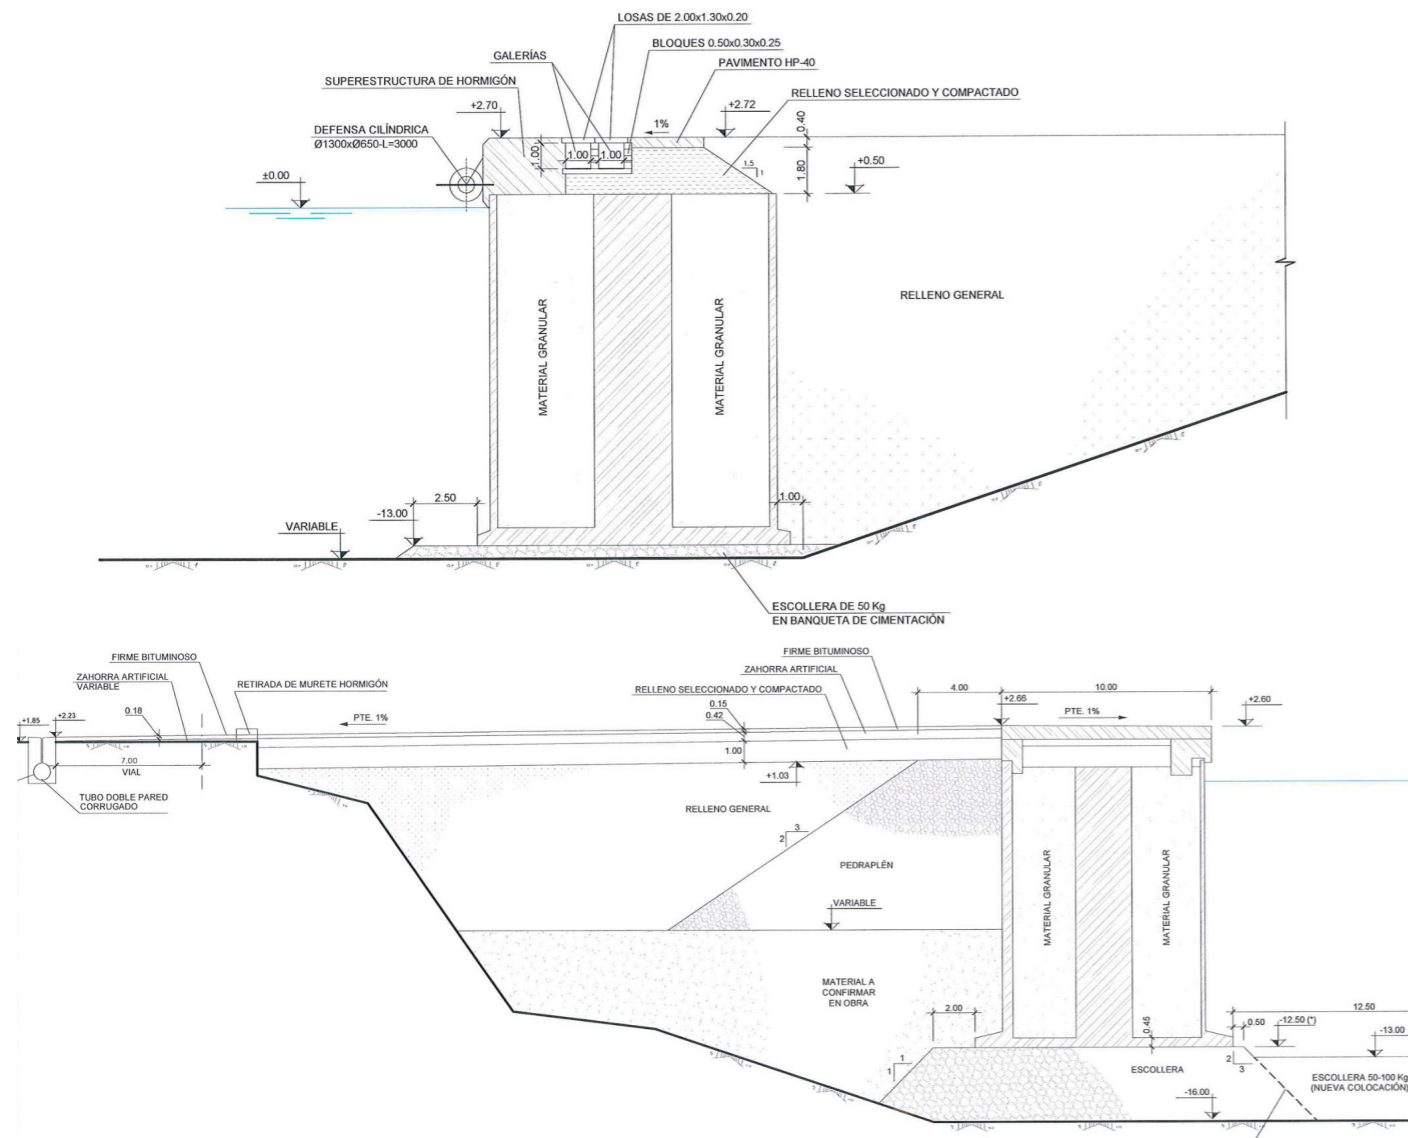 LOSAS DE 2.00x1.30x0.20
BLOQUES 0.50x0.30x0.25
GALERÍAS
PAVIMENTO HP-40
SUPERESTRUCTURA DE HORMIGÓN
RELLENO SELECCIONADO Y COMPACTADO
+2.70
+2.72
1%
0.40
DEFENSA CILÍNDRICA
Ø1300xØ650-L=3000
1.00
1.00
1.00
1.5
1
1.80
+0.50
±0.00
RELLENO GENERAL
MATERIAL GRANULAR
MATERIAL GRANULAR
2.50
1.00
-13.00
VARIABLE
ESCOLLERA DE 50 Kg
EN BANQUETA DE CIMENTACIÓN
FIRME BITUMINOSO
ZAHORRA ARTIFICIAL
VARIABLE
RETIRADA DE MURETE HORMIGÓN
FIRME BITUMINOSO
ZAHORRA ARTIFICIAL
RELLENO SELECCIONADO Y COMPACTADO
4.00
10.00
+1.85
+2.23
0.18
PTE. 1%
0.15
0.42
+2.66
PTE. 1%
+2.60
1.00
7.00
VIAL
+1.03
TUBO DOBLE PARED
CORRUGADO
RELLENO GENERAL
2
3
PEDRAPLÉN
VARIABLE
MATERIAL GRANULAR
MATERIAL GRANULAR
MATERIAL A
CONFIRMAR
EN OBRA
2.00
0.45
12.50
0.50
-12.50 (*)
-13.00
1
1
ESCOLLERA
2
3
ESCOLLERA 50-100 Kg
(NUEVA COLOCACIÓN)
-16.00